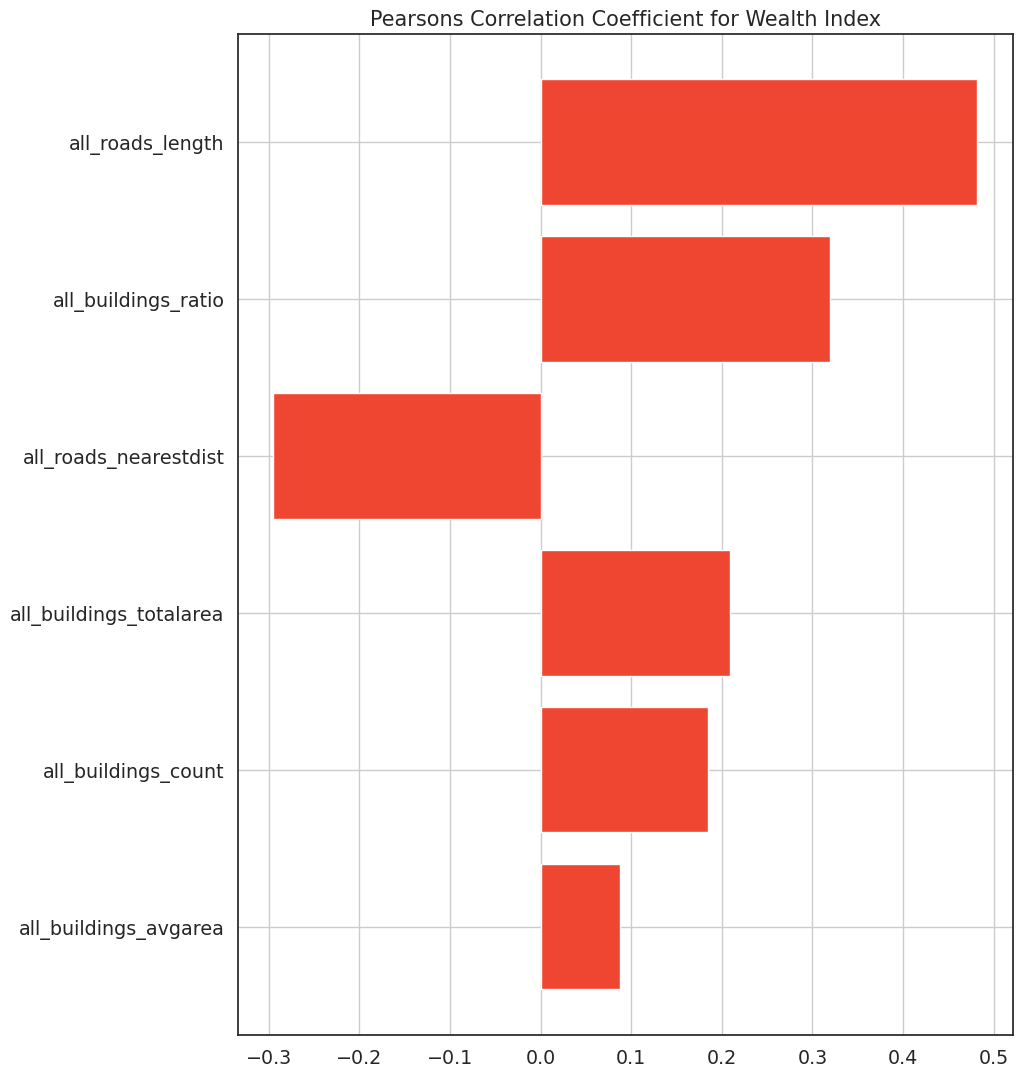 Pearsons Correlation Coefficient for Wealth Index
all_roads_length
all_buildings_ratio
all_roads_nearestdist
all_buildings_totalarea
all_buildings_count
all_buildings_avgarea
−0.3 −0.2 −0.1 0.0 0.1 0.2 0.3 0.4 0.5